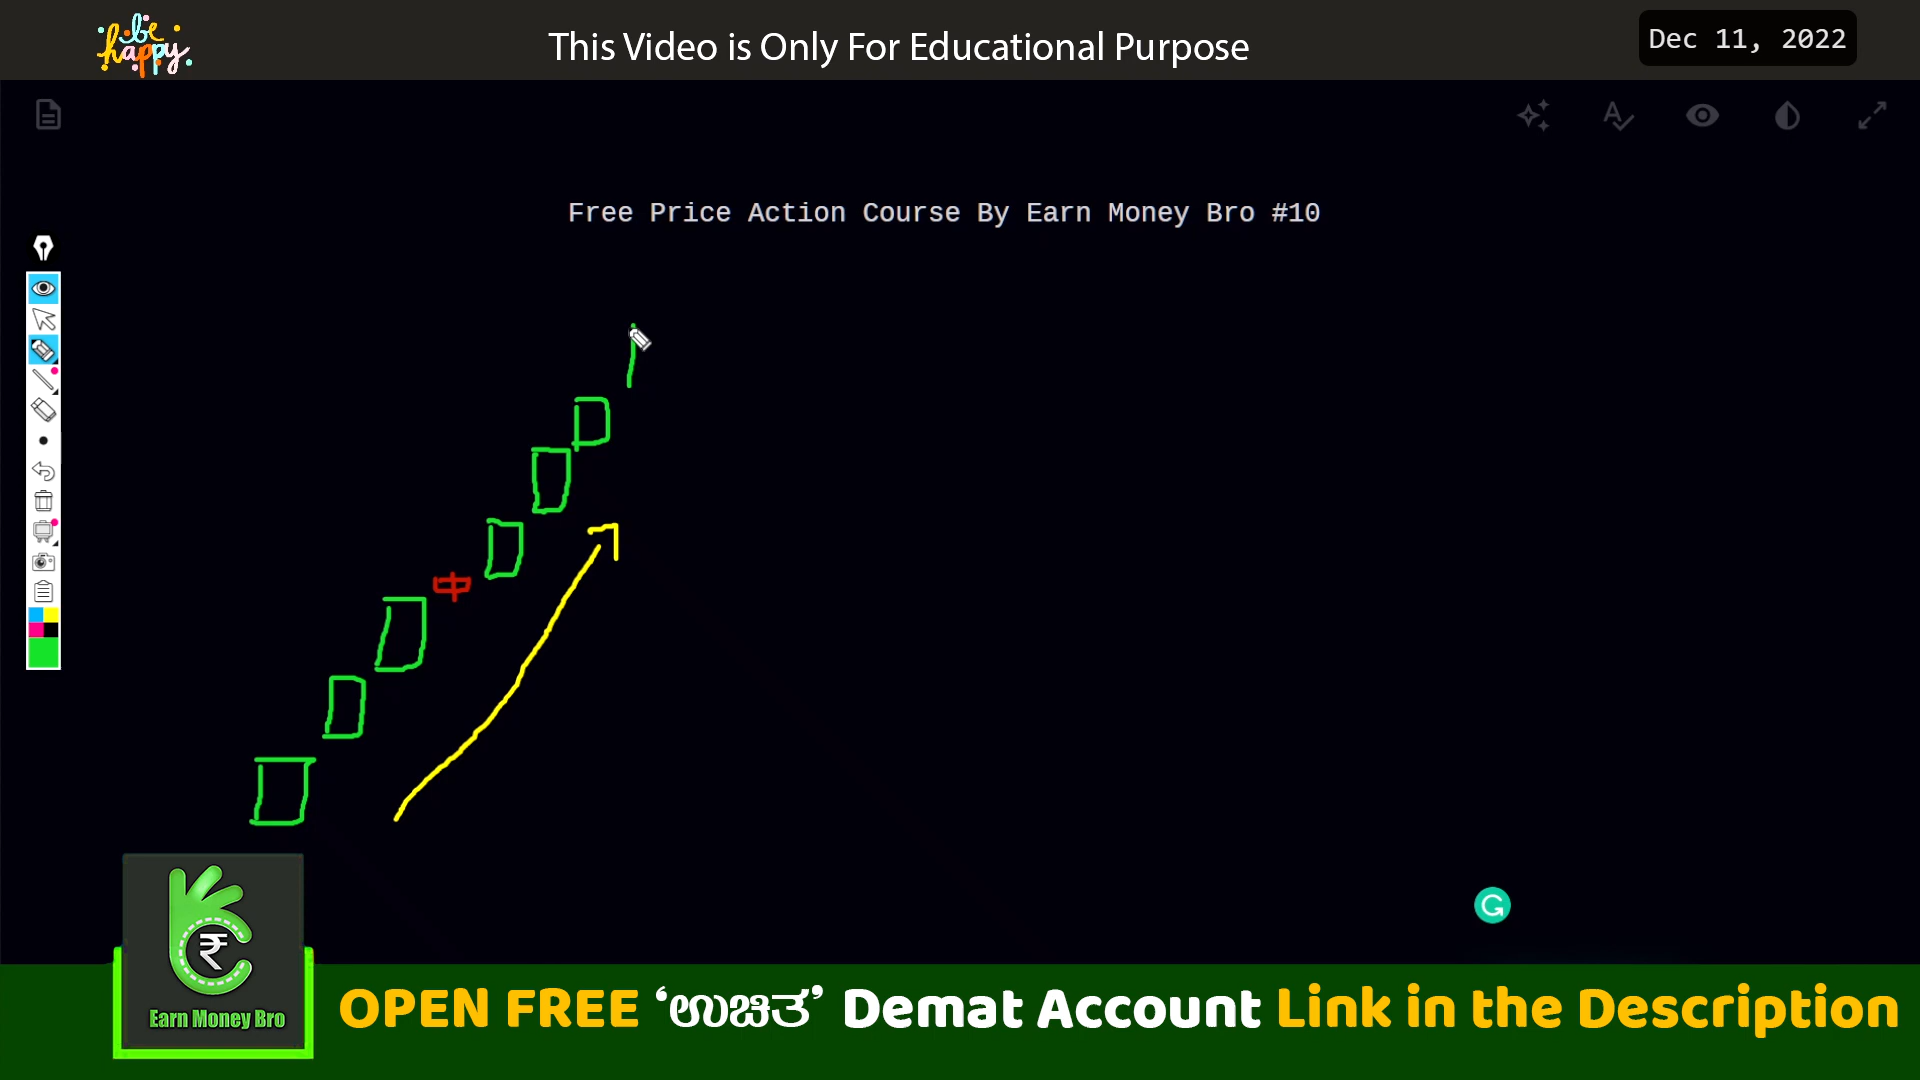 be
happy
This Video is Only For Educational Purpose
Dec 11, 2022
Free Price Action Course By Earn Money Bro #10
₹
Earn Money Bro
OPEN FREE ‘ಉಚಿತ’ Demat Account Link in the Description